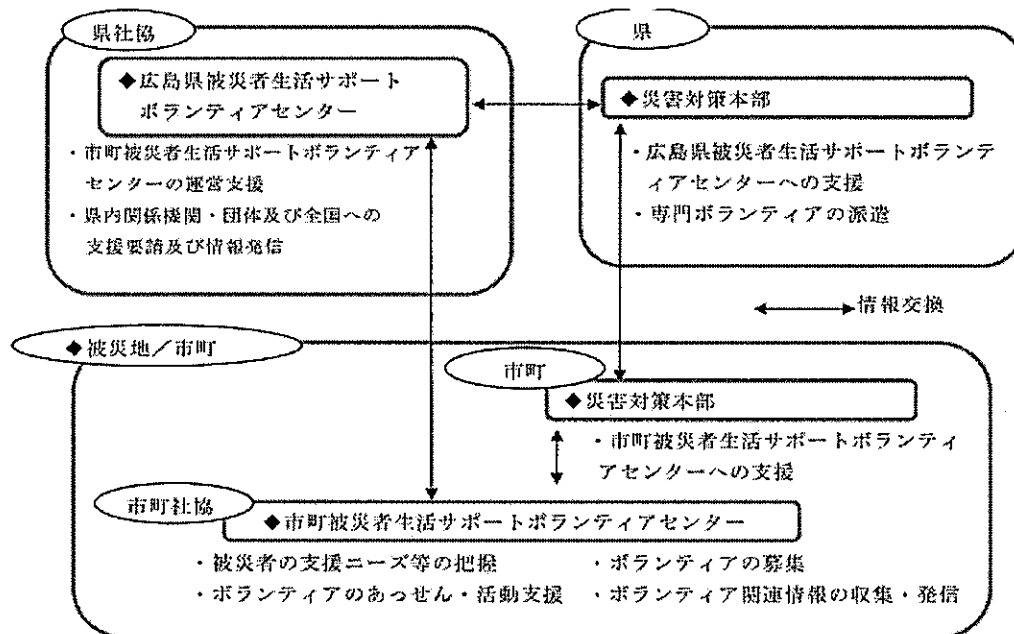 県社協
◆広島県被災者生活サポート
ボランティアセンター
・市町被災者生活サポートボランティア
センターの運営支援
・県内関係機関・団体及び全国への
支援要請及び情報発信
県
◆災害対策本部
・広島県被災者生活サポートボランテ
ィアセンターへの支援
・専門ボランティアの派遣
情報交換
◆被災地／市町
市町
◆災害対策本部
・市町被災者生活サポートボランティ
アセンターへの支援
市町社協
◆市町被災者生活サポートボランティアセンター
・被災者の支援ニーズ等の把握
・ボランティアの募集
・ボランティアのあっせん・活動支援
・ボランティア関連情報の収集・発信